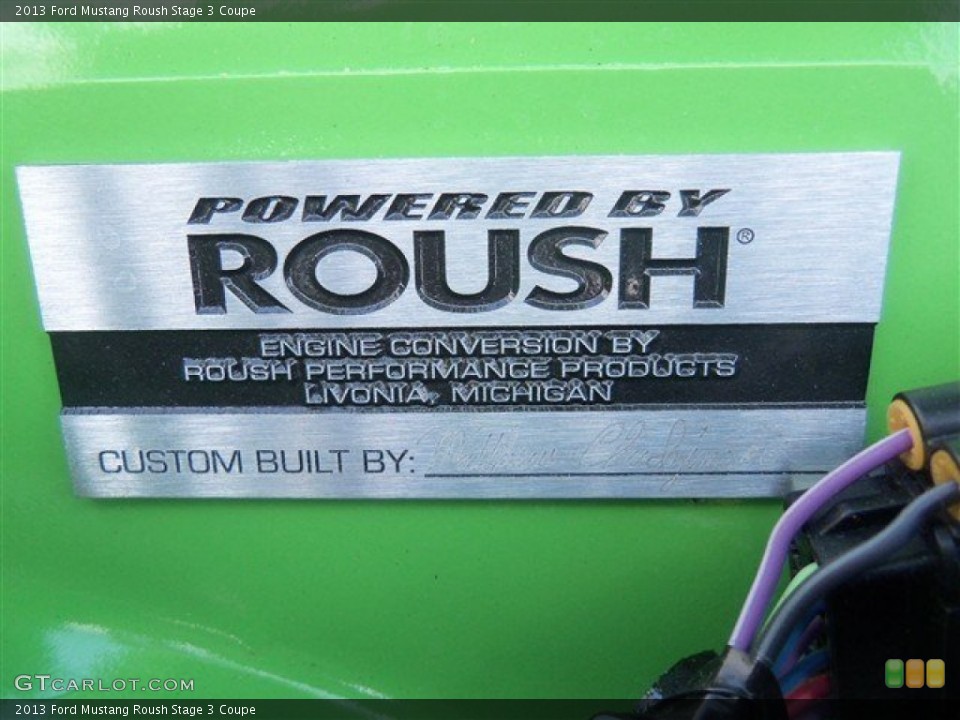 2013 Ford Mustang Roush Stage 3 Coupe
POWERED BY
ROUSH®
ENGINE CONVERSION BY
ROUSH PERFORMANCE PRODUCTS
LIVONIA, MICHIGAN
CUSTOM BUILT BY:
GTCARLOT.COM
2013 Ford Mustang Roush Stage 3 Coupe